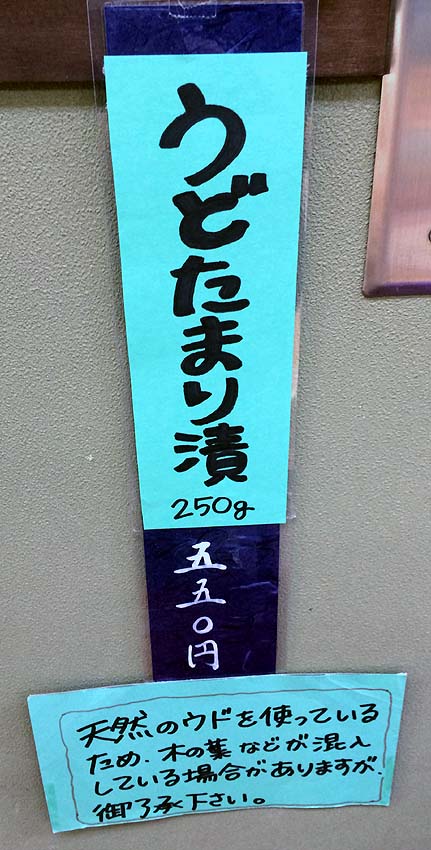 うどたまり漬
250g
五五〇円
天然のウドを使っている
ため、木の葉などが混入
している場合がありますが、
御了承下さい。